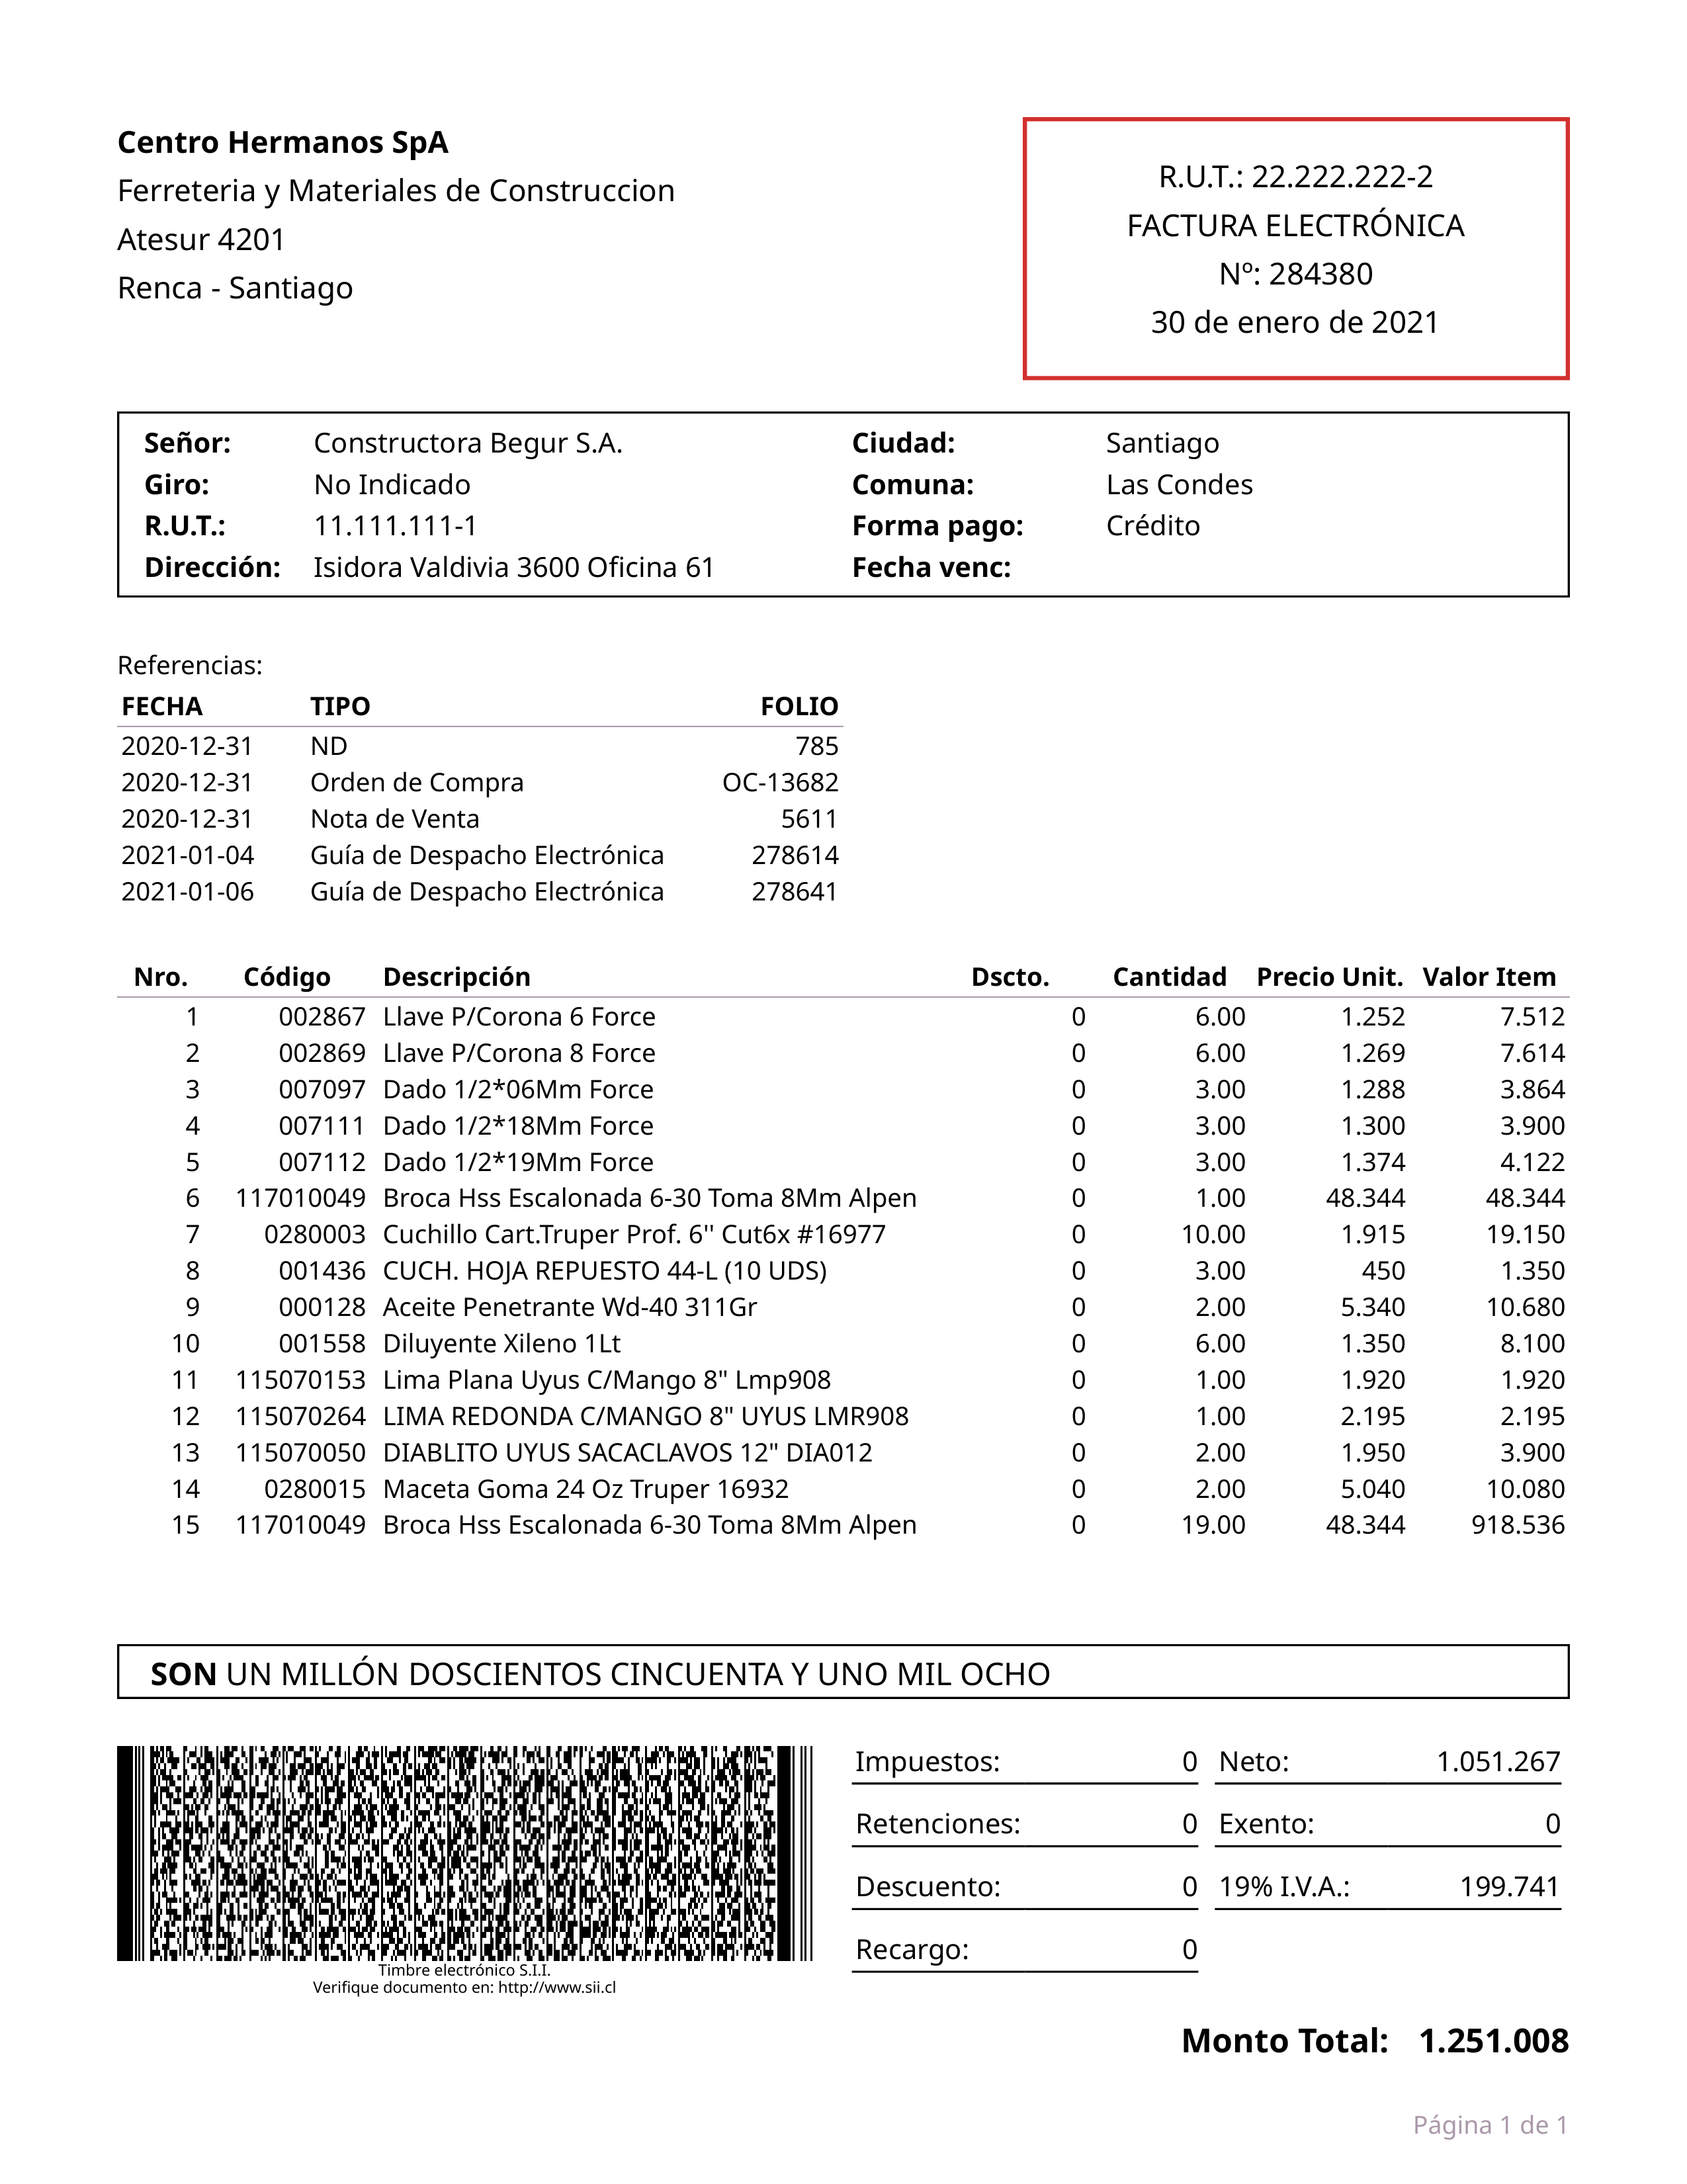 Centro Hermanos SpA
Ferreteria y Materiales de Construccion
Atesur 4201
Renca - Santiago
R.U.T.: 22.222.222-2
FACTURA ELECTRÓNICA
Nº: 284380
30 de enero de 2021
Señor: Constructora Begur S.A. Ciudad: Santiago
Giro: No Indicado Comuna: Las Condes
R.U.T.: 11.111.111-1 Forma pago: Crédito
Dirección: Isidora Valdivia 3600 Oficina 61 Fecha venc:
Referencias:
FECHA TIPO FOLIO
2020-12-31 ND 785
2020-12-31 Orden de Compra OC-13682
2020-12-31 Nota de Venta 5611
2021-01-04 Guía de Despacho Electrónica 278614
2021-01-06 Guía de Despacho Electrónica 278641
Nro. Código Descripción Dscto. Cantidad Precio Unit. Valor Item
1 002867 Llave P/Corona 6 Force 0 6.00 1.252 7.512
2 002869 Llave P/Corona 8 Force 0 6.00 1.269 7.614
3 007097 Dado 1/2*06Mm Force 0 3.00 1.288 3.864
4 007111 Dado 1/2*18Mm Force 0 3.00 1.300 3.900
5 007112 Dado 1/2*19Mm Force 0 3.00 1.374 4.122
6 117010049 Broca Hss Escalonada 6-30 Toma 8Mm Alpen 0 1.00 48.344 48.344
7 0280003 Cuchillo Cart.Truper Prof. 6'' Cut6x #16977 0 10.00 1.915 19.150
8 001436 CUCH. HOJA REPUESTO 44-L (10 UDS) 0 3.00 450 1.350
9 000128 Aceite Penetrante Wd-40 311Gr 0 2.00 5.340 10.680
10 001558 Diluyente Xileno 1Lt 0 6.00 1.350 8.100
11 115070153 Lima Plana Uyus C/Mango 8" Lmp908 0 1.00 1.920 1.920
12 115070264 LIMA REDONDA C/MANGO 8" UYUS LMR908 0 1.00 2.195 2.195
13 115070050 DIABLITO UYUS SACACLAVOS 12" DIA012 0 2.00 1.950 3.900
14 0280015 Maceta Goma 24 Oz Truper 16932 0 2.00 5.040 10.080
15 117010049 Broca Hss Escalonada 6-30 Toma 8Mm Alpen 0 19.00 48.344 918.536
SON UN MILLÓN DOSCIENTOS CINCUENTA Y UNO MIL OCHO
Impuestos: 0 Neto: 1.051.267
Retenciones: 0 Exento: 0
Descuento: 0 19% I.V.A.: 199.741
Recargo: 0
Timbre electrónico S.I.I.
Verifique documento en: http://www.sii.cl
Monto Total: 1.251.008
Página 1 de 1